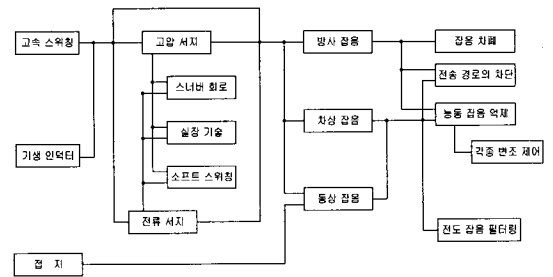 고속 스위칭
고압 서지
방사 잡음
잡음 차폐
스너버 회로
전송 경로의 차단
실장 기술
차상 잡음
능동 잡음 억제
기생 인덕터
각종 변조 제어
소프트 스위칭
동상 잡음
전류 서지
전도 잡음 필터링
접 지